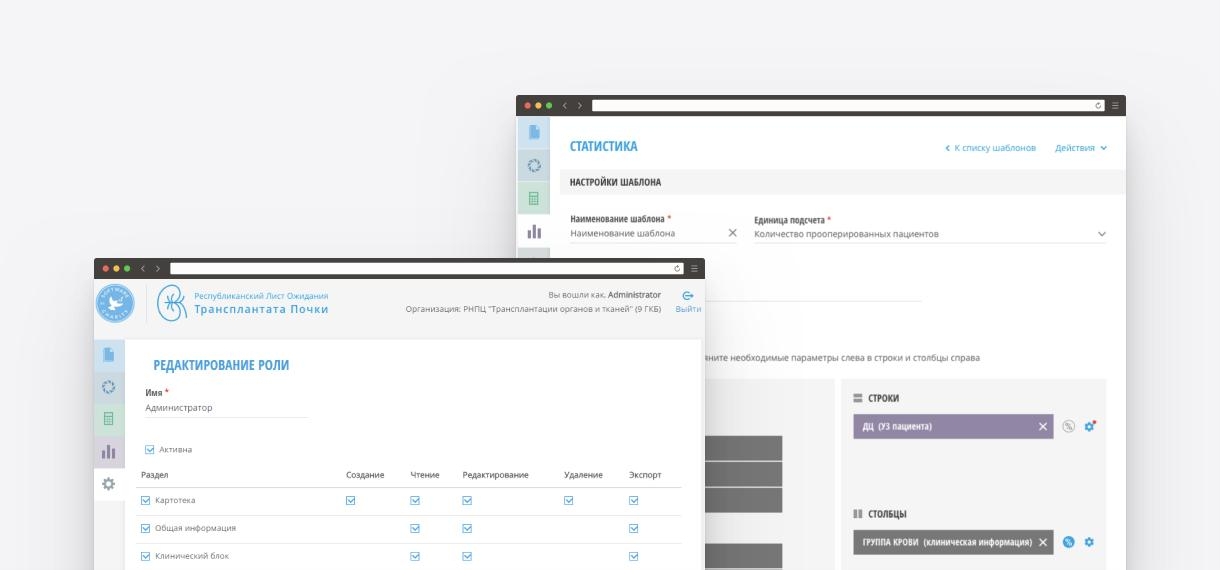 СТАТИСТИКА
К списку шаблонов
Действия
НАСТРОЙКИ ШАБЛОНА
Наименование шаблона *
Единица подсчета *
Наименование шаблона
Количество прооперированных пациентов
необходимые параметры слева в строки и столбцы справа
СТРОКИ
ДЦ (УЗ пациента)
СТОЛБЦЫ
ГРУППА КРОВИ (клиническая информация)
SOFTWARE
CHARITY
Республиканский Лист Ожидания
Трансплантата Почки
Вы вошли как, Administrator
Организация: РНПЦ "Трансплантации органов и тканей" (9 ГКБ)
Выйти
РЕДАКТИРОВАНИЕ РОЛИ
Имя *
Администратор
Активна
Раздел Создание Чтение Редактирование Удаление Экспорт
Картотека
Общая информация
Клинический блок